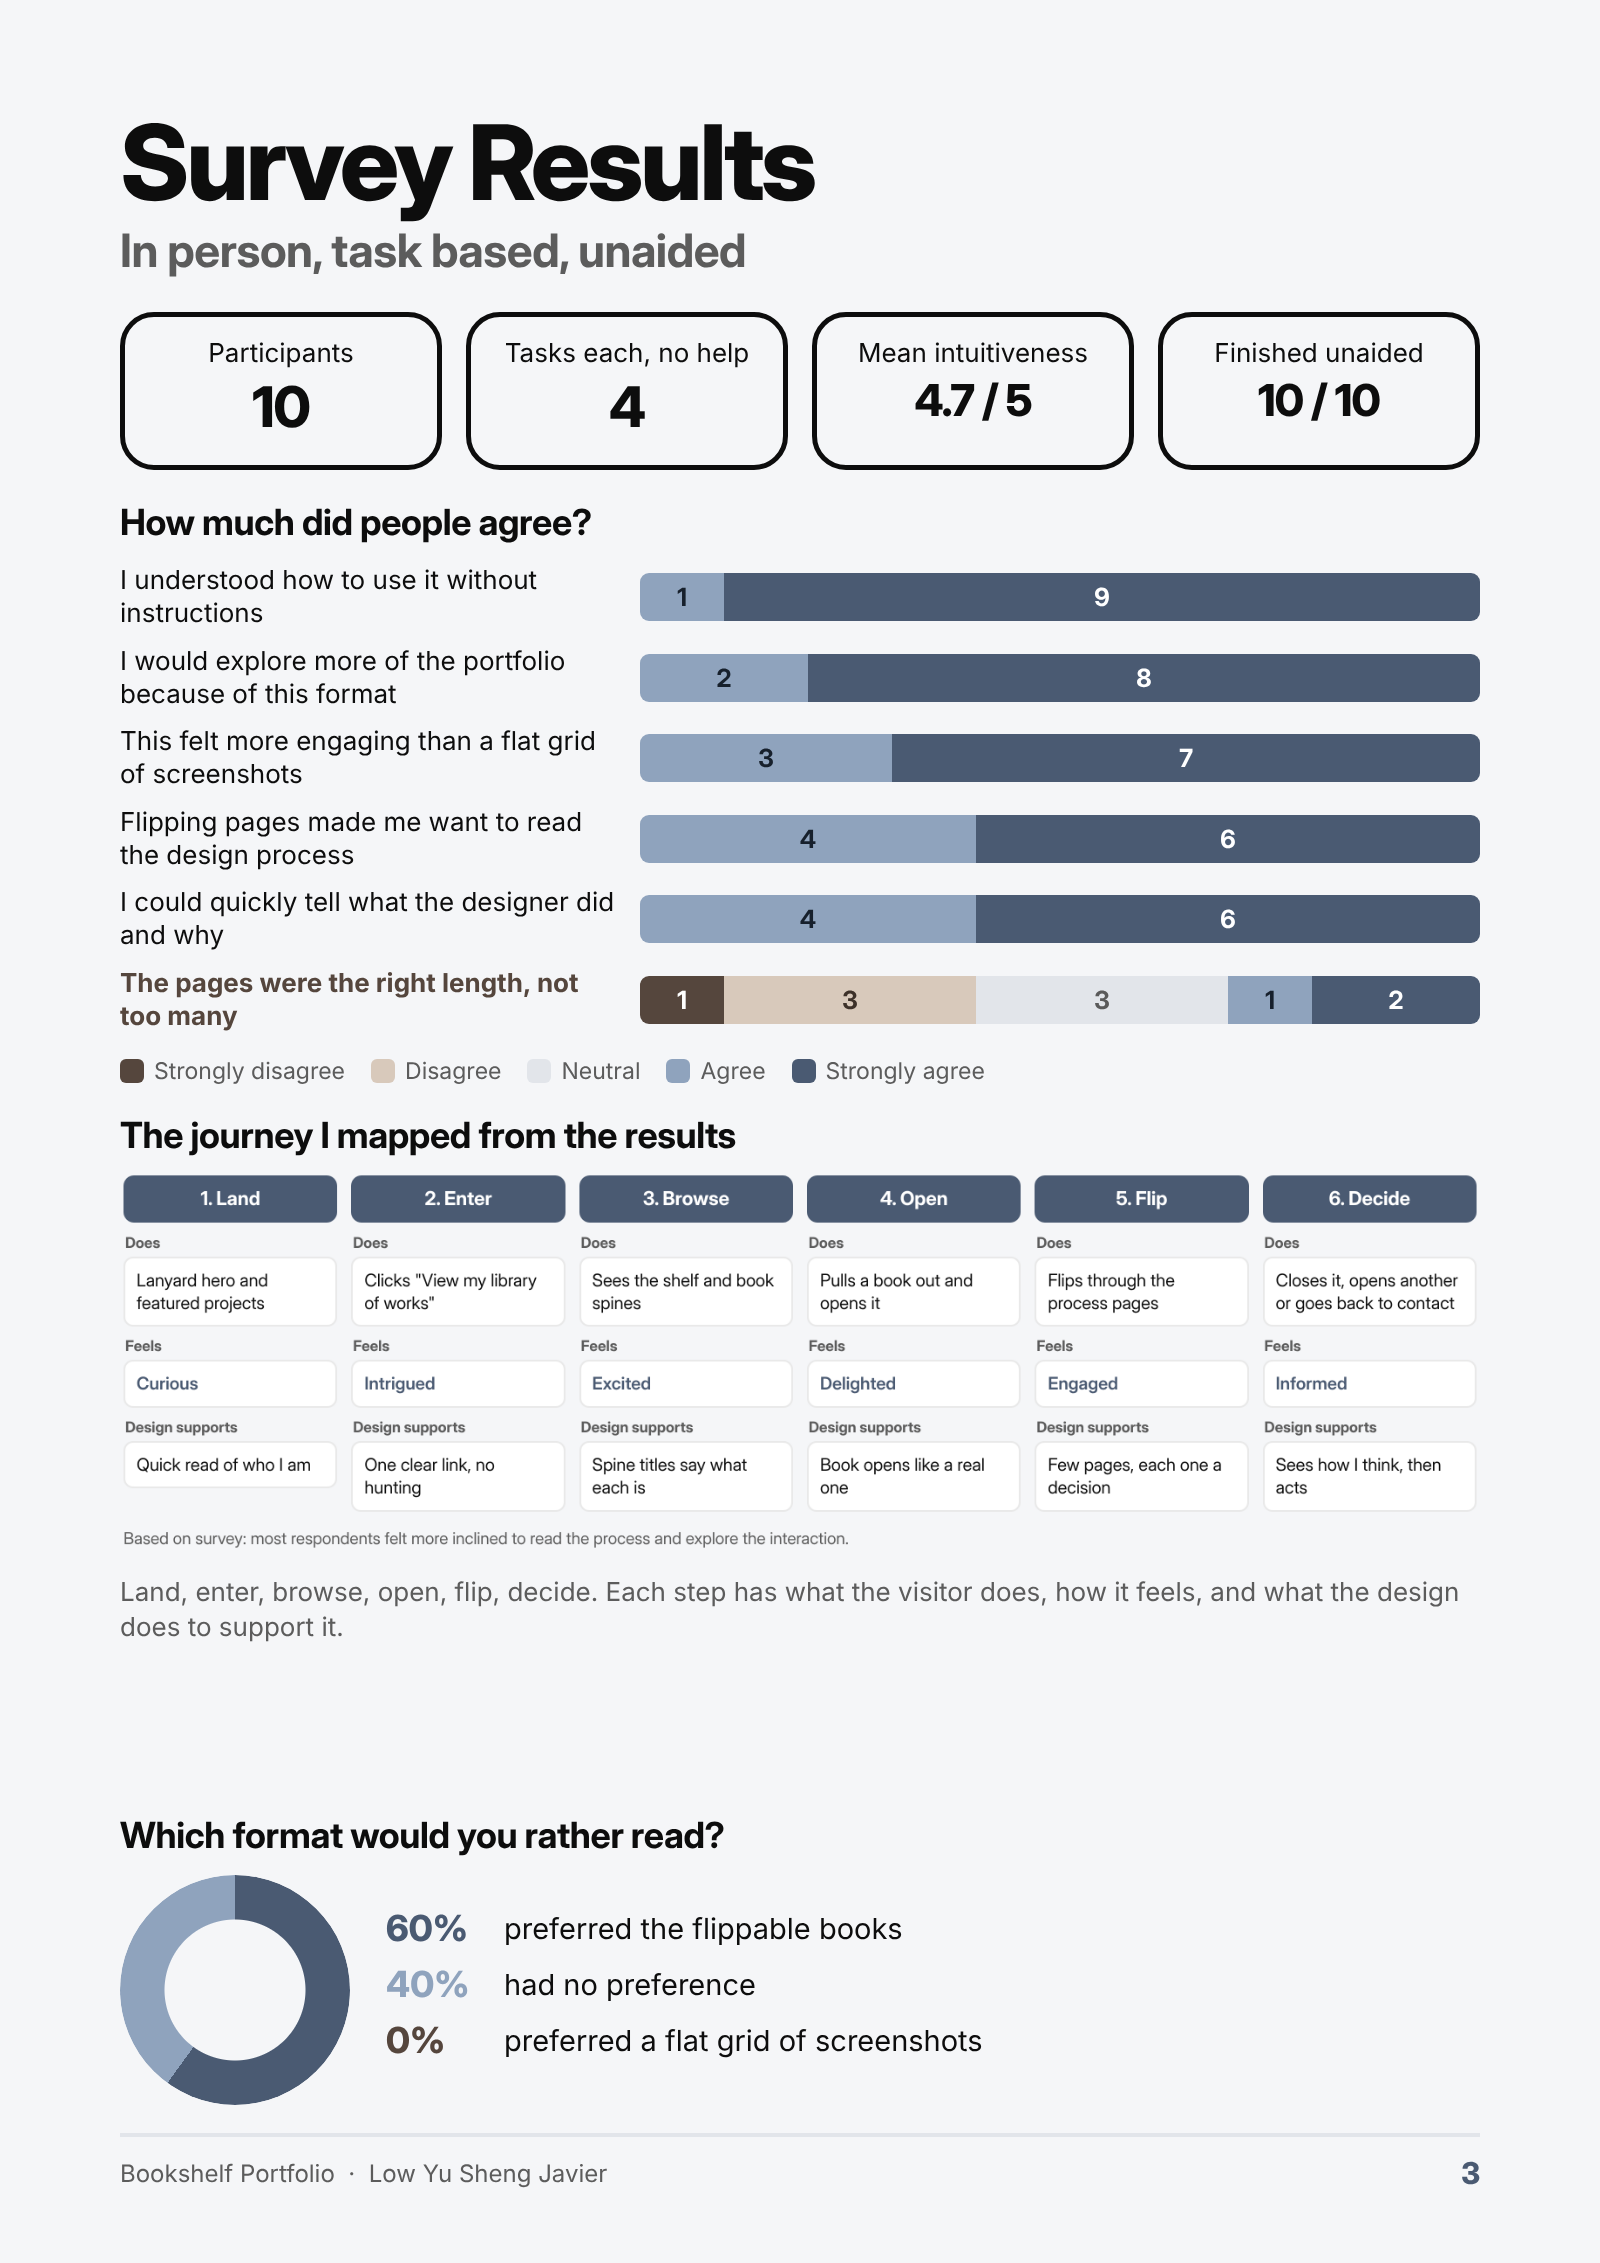 Survey Results
In person, task based, unaided
Participants
10
Tasks each, no help
4
Mean intuitiveness
4.7 / 5
Finished unaided
10 / 10
How much did people agree?
I understood how to use it without
instructions
1
9
I would explore more of the portfolio
because of this format
2
8
This felt more engaging than a flat grid
of screenshots
3
7
Flipping pages made me want to read
the design process
4
6
I could quickly tell what the designer did
and why
4
6
The pages were the right length, not
too many
1
3
3
1
2
Strongly disagree
Disagree
Neutral
Agree
Strongly agree
The journey I mapped from the results
1. Land
Does
Lanyard hero and
featured projects
Feels
Curious
Design supports
Quick read of who I am
2. Enter
Does
Clicks "View my library
of works"
Feels
Intrigued
Design supports
One clear link, no
hunting
3. Browse
Does
Sees the shelf and book
spines
Feels
Excited
Design supports
Spine titles say what
each is
4. Open
Does
Pulls a book out and
opens it
Feels
Delighted
Design supports
Book opens like a real
one
5. Flip
Does
Flips through the
process pages
Feels
Engaged
Design supports
Few pages, each one a
decision
6. Decide
Does
Closes it, opens another
or goes back to contact
Feels
Informed
Design supports
Sees how I think, then
acts
Based on survey: most respondents felt more inclined to read the process and explore the interaction.
Land, enter, browse, open, flip, decide. Each step has what the visitor does, how it feels, and what the design
does to support it.
Which format would you rather read?
60% preferred the flippable books
40% had no preference
0% preferred a flat grid of screenshots
Bookshelf Portfolio · Low Yu Sheng Javier
3